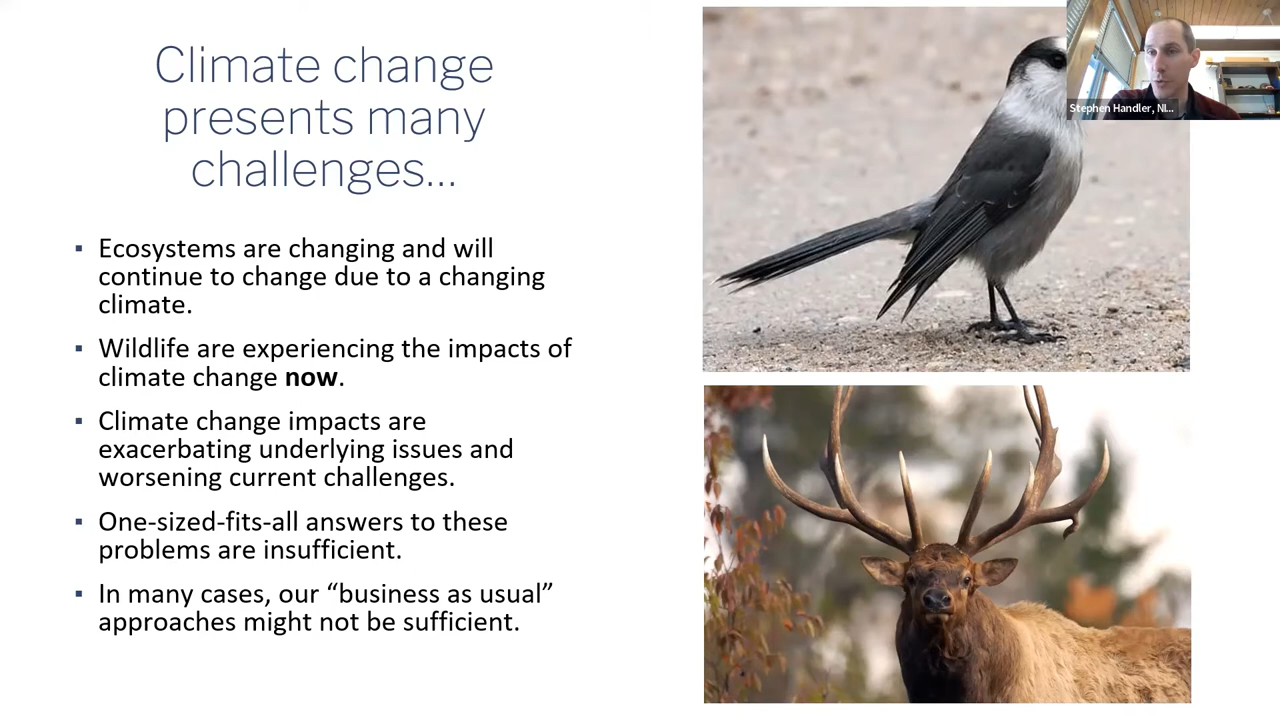 Climate change
presents many
challenges...
▪ Ecosystems are changing and will
continue to change due to a changing
climate.
▪ Wildlife are experiencing the impacts of
climate change now.
▪ Climate change impacts are
exacerbating underlying issues and
worsening current challenges.
▪ One-sized-fits-all answers to these
problems are insufficient.
▪ In many cases, our “business as usual”
approaches might not be sufficient.
Stephen Handler, NI...